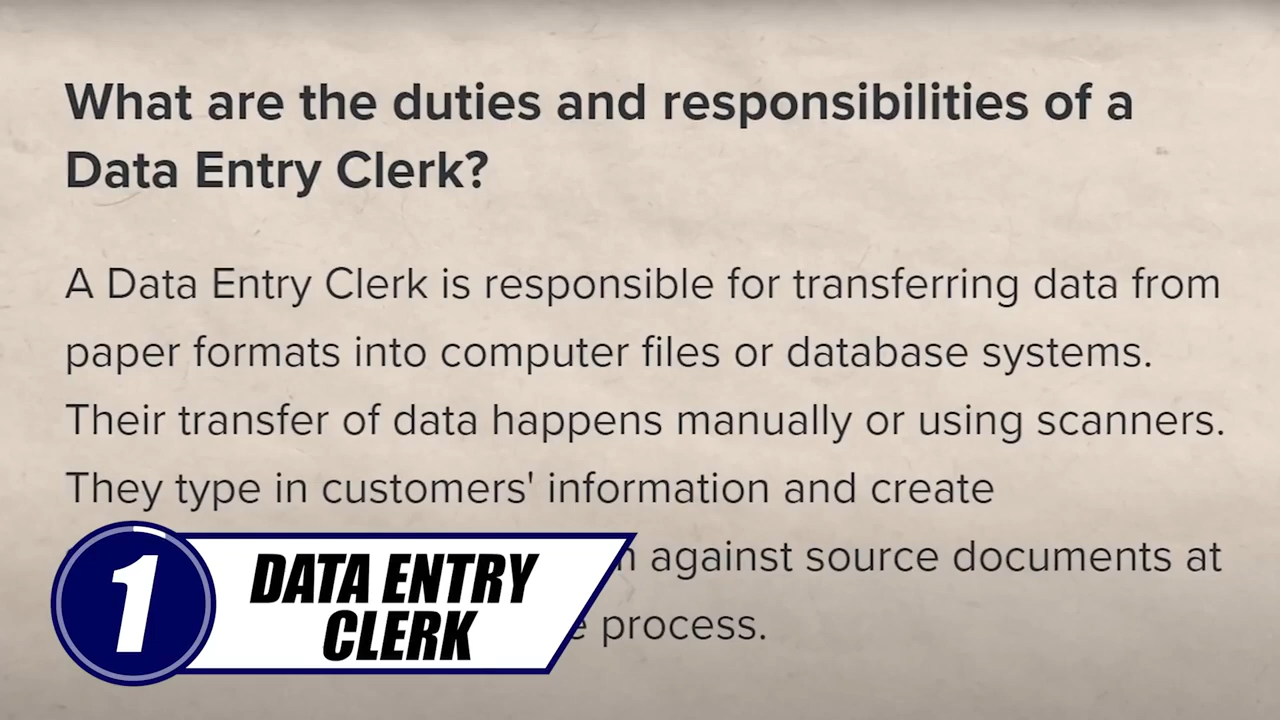 What are the duties and responsibilities of a
Data Entry Clerk?
A Data Entry Clerk is responsible for transferring data from
paper formats into computer files or database systems.
Their transfer of data happens manually or using scanners.
They type in customers' information and create
against source documents at
process.
1
DATA ENTRY
CLERK